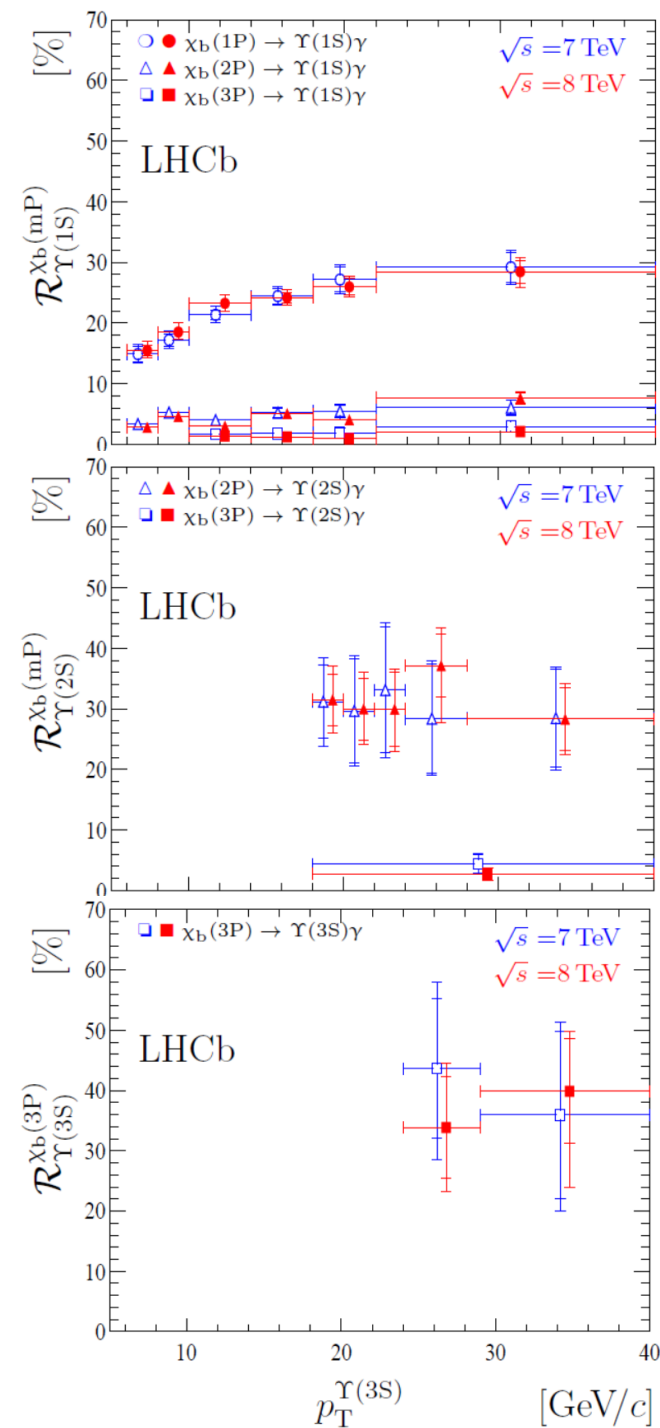 70
60
50
40
30
20
10
0
[%]
R^{χb(mP)}_{Υ(1S)}
χb(1P) → Υ(1S)γ
χb(2P) → Υ(1S)γ
χb(3P) → Υ(1S)γ
√s = 7 TeV
√s = 8 TeV
LHCb
70
60
50
40
30
20
10
0
[%]
R^{χb(mP)}_{Υ(2S)}
χb(2P) → Υ(2S)γ
χb(3P) → Υ(2S)γ
√s = 7 TeV
√s = 8 TeV
LHCb
70
60
50
40
30
20
10
0
[%]
R^{χb(3P)}_{Υ(3S)}
χb(3P) → Υ(3S)γ
√s = 7 TeV
√s = 8 TeV
LHCb
10 20 30 40
p_T^{Υ(3S)} [GeV/c]